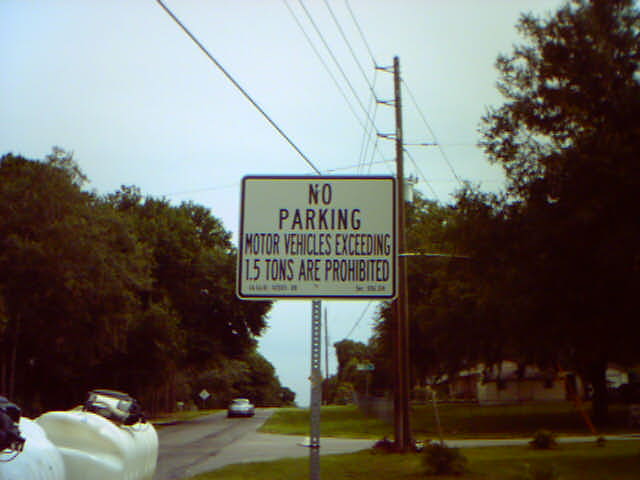 NO
PARKING
MOTOR VEHICLES EXCEEDING
1.5 TONS ARE PROHIBITED